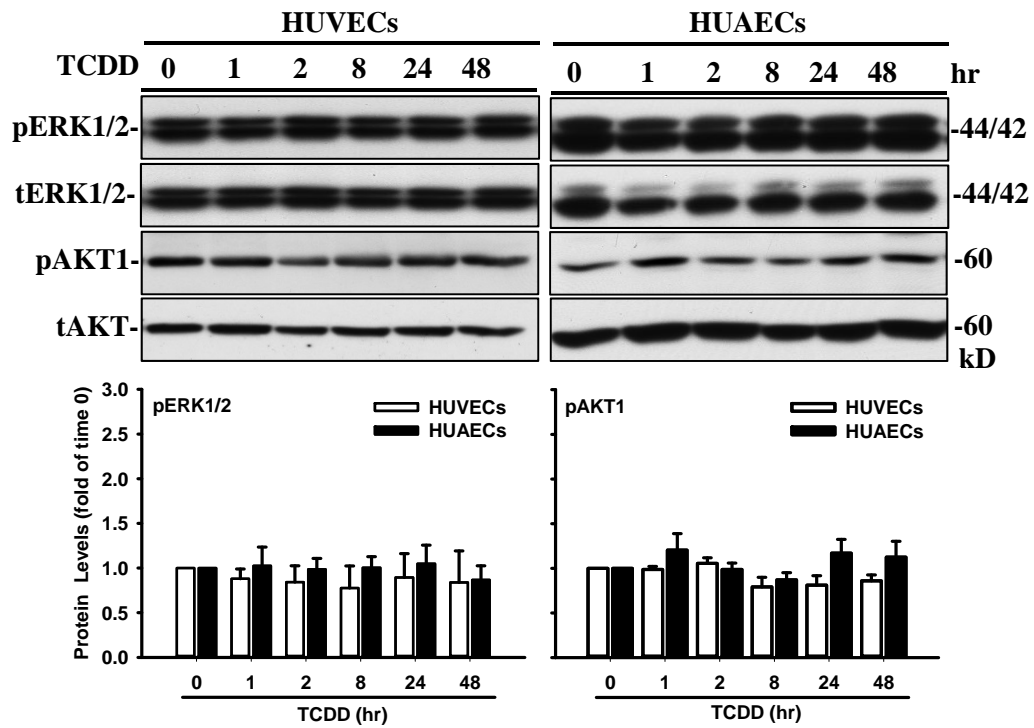 HUVECs HUAECs
TCDD 0 1 2 8 24 48 0 1 2 8 24 48 hr
pERK1/2- -44/42
tERK1/2- -44/42
pAKT1- -60
tAKT- -60
kD
Protein Levels (fold of time 0)
3.0
2.5
2.0
1.5
1.0
0.5
0.0
pERK1/2
HUVECs
HUAECs
0 1 2 8 24 48
TCDD (hr)
pAKT1
HUVECs
HUAECs
0 1 2 8 24 48
TCDD (hr)